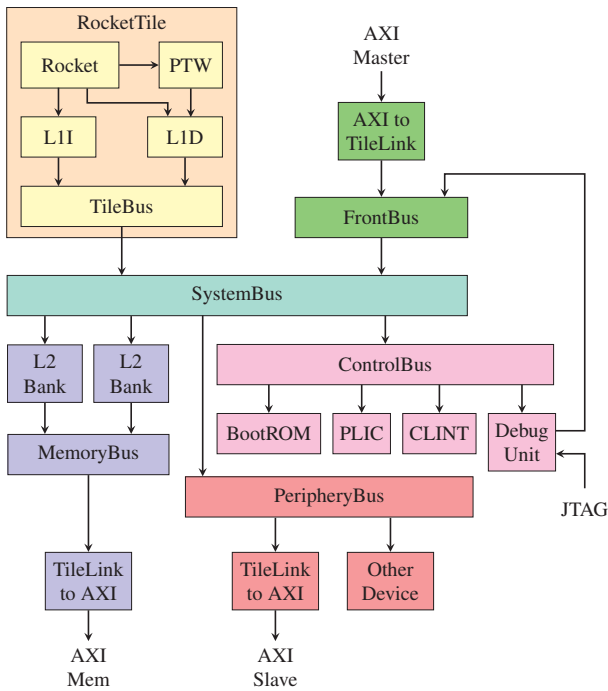 RocketTile
Rocket
PTW
L1I
L1D
TileBus
AXI
Master
AXI to
TileLink
FrontBus
SystemBus
L2
Bank
L2
Bank
MemoryBus
ControlBus
BootROM
PLIC
CLINT
Debug
Unit
JTAG
PeripheryBus
TileLink
to AXI
TileLink
to AXI
Other
Device
AXI
Mem
AXI
Slave